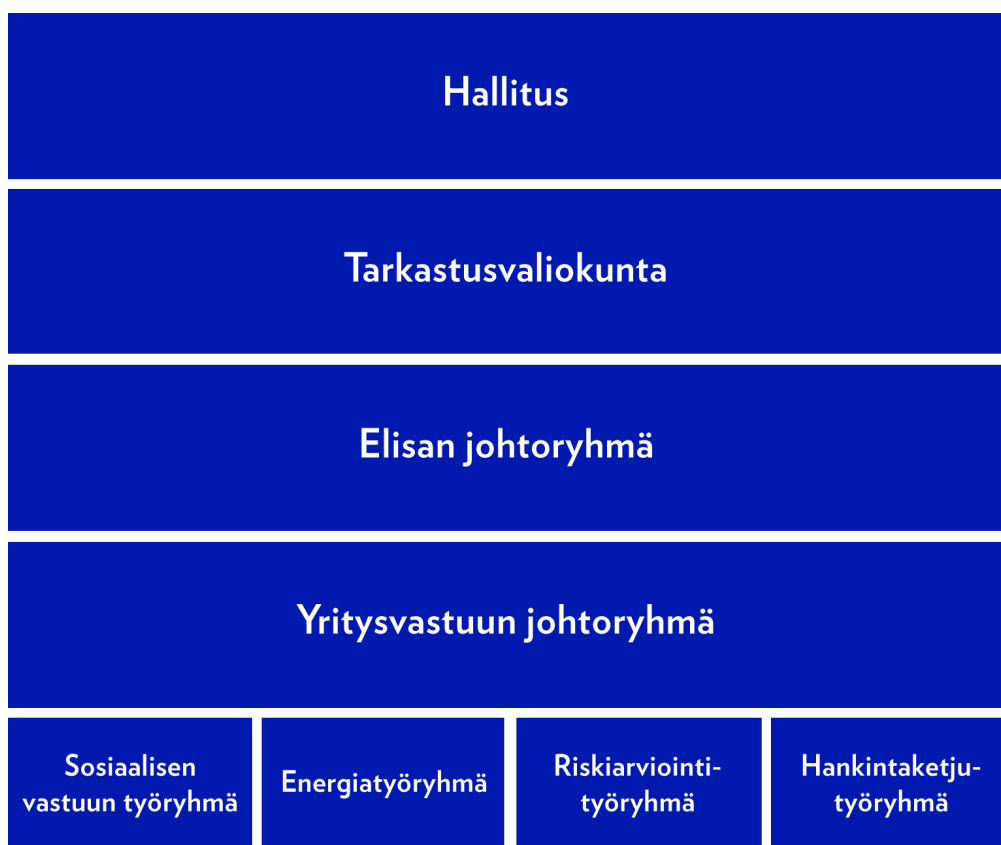 Hallitus
Tarkastusvaliokunta
Elisan johtoryhmä
Yritysvastuun johtoryhmä
Sosiaalisen
vastuun työryhmä
Energiatyöryhmä
Riskiarviointi-
työryhmä
Hankintaketju-
työryhmä